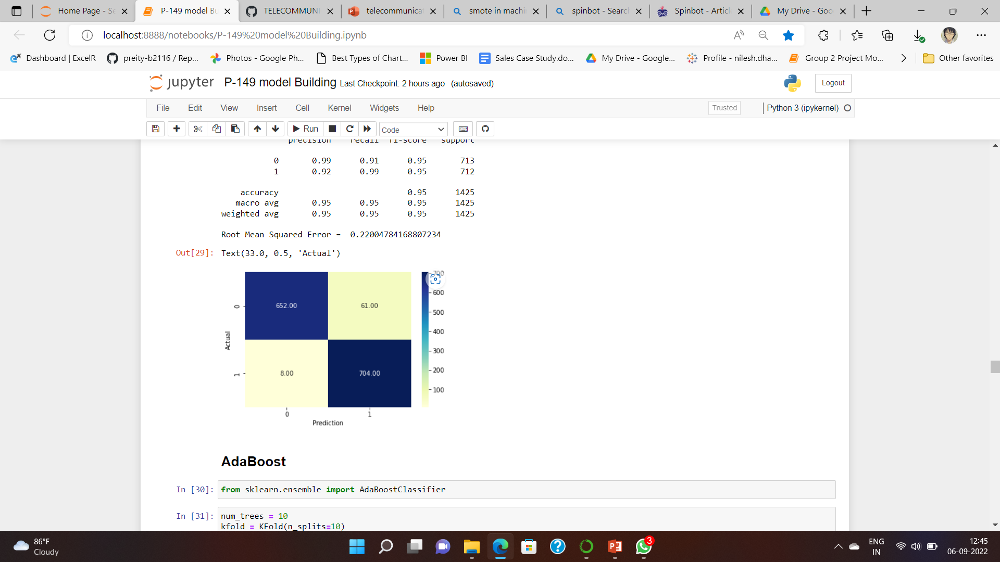 Home Page - Se
P-149 model Bu
TELECOMMUNI
telecommunicat
smote in machi
spinbot - Search
Spinbot - Article
My Drive - Goo
localhost:8888/notebooks/P-149%20model%20Building.ipynb
Dashboard | ExcelR
preity-b2116 / Rep...
Photos - Google Ph...
Best Types of Chart...
Power BI
Sales Case Study.do...
My Drive - Google...
Profile - nilesh.dha...
Group 2 Project Mo...
Other favorites
jupyter P-149 model Building Last Checkpoint: 2 hours ago (autosaved)
Logout
File Edit View Insert Cell Kernel Widgets Help
Trusted
Python 3 (ipykernel)
Run
Code
precision recall f1-score support
0 0.99 0.91 0.95 713
1 0.92 0.99 0.95 712
accuracy 0.95 1425
macro avg 0.95 0.95 0.95 1425
weighted avg 0.95 0.95 0.95 1425
Root Mean Squared Error = 0.22004784168807234
Out[29]: Text(33.0, 0.5, 'Actual')
700
600
500
400
300
200
100
0
652.00 61.00
Actual
1
8.00 704.00
0 1
Prediction
AdaBoost
In [30]: from sklearn.ensemble import AdaBoostClassifier
In [31]: num_trees = 10
kfold = KFold(n_splits=10)
86°F
Cloudy
3
ENG
IN
12:45
06-09-2022